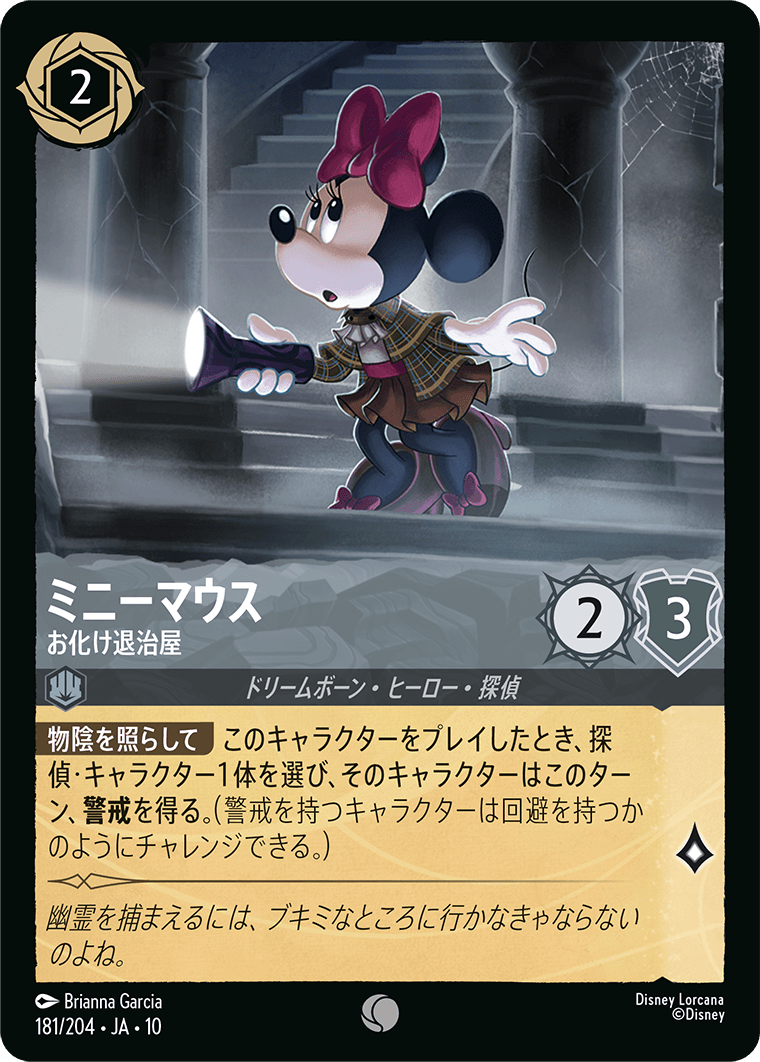 2
ミニーマウス
お化け退治屋
2
3
ドリームボーン・ヒーロー・探偵
物陰を照らして このキャラクターをプレイしたとき、探
偵・キャラクター1体を選び、そのキャラクターはこのター
ン、警戒を得る。(警戒を持つキャラクターは回避を持つか
のようにチャレンジできる。)
幽霊を捕まえるには、ブキミなところに行かなきゃならない
のよね。
Brianna Garcia
181/204・JA・10
Disney Lorcana
©Disney